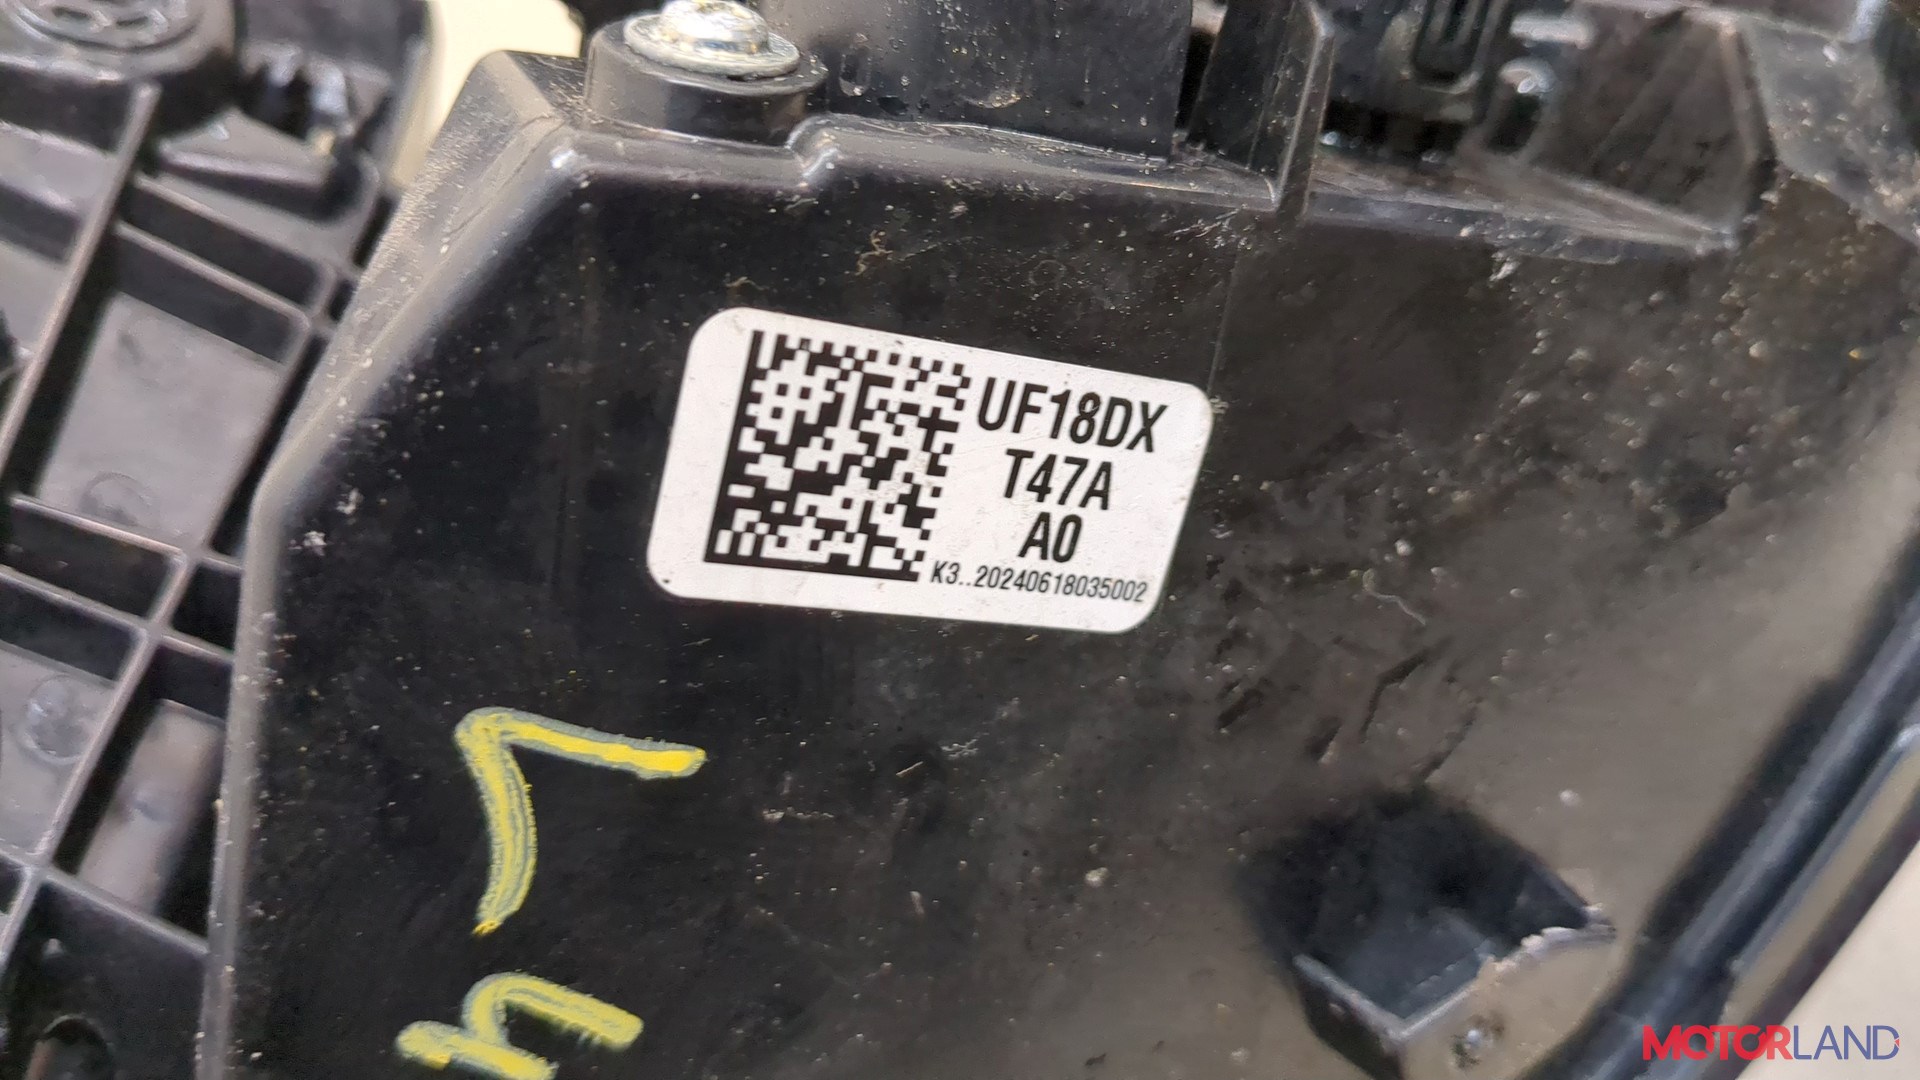 UF18DX
T47A
A0
K3..20240618035002
MOTORLAND